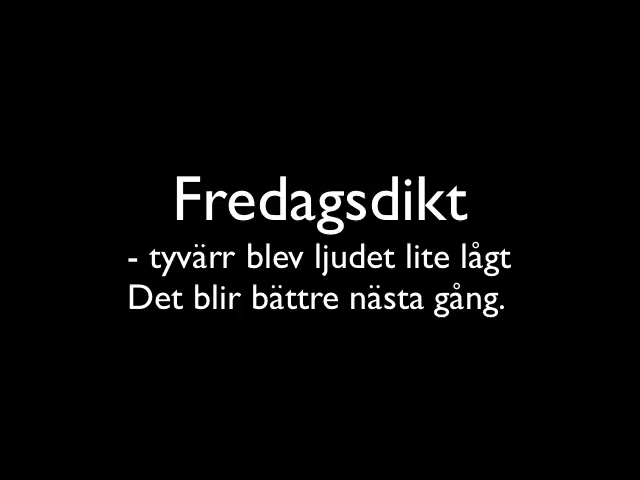 Fredagsdikt
- tyvärr blev ljudet lite lågt
Det blir bättre nästa gång.